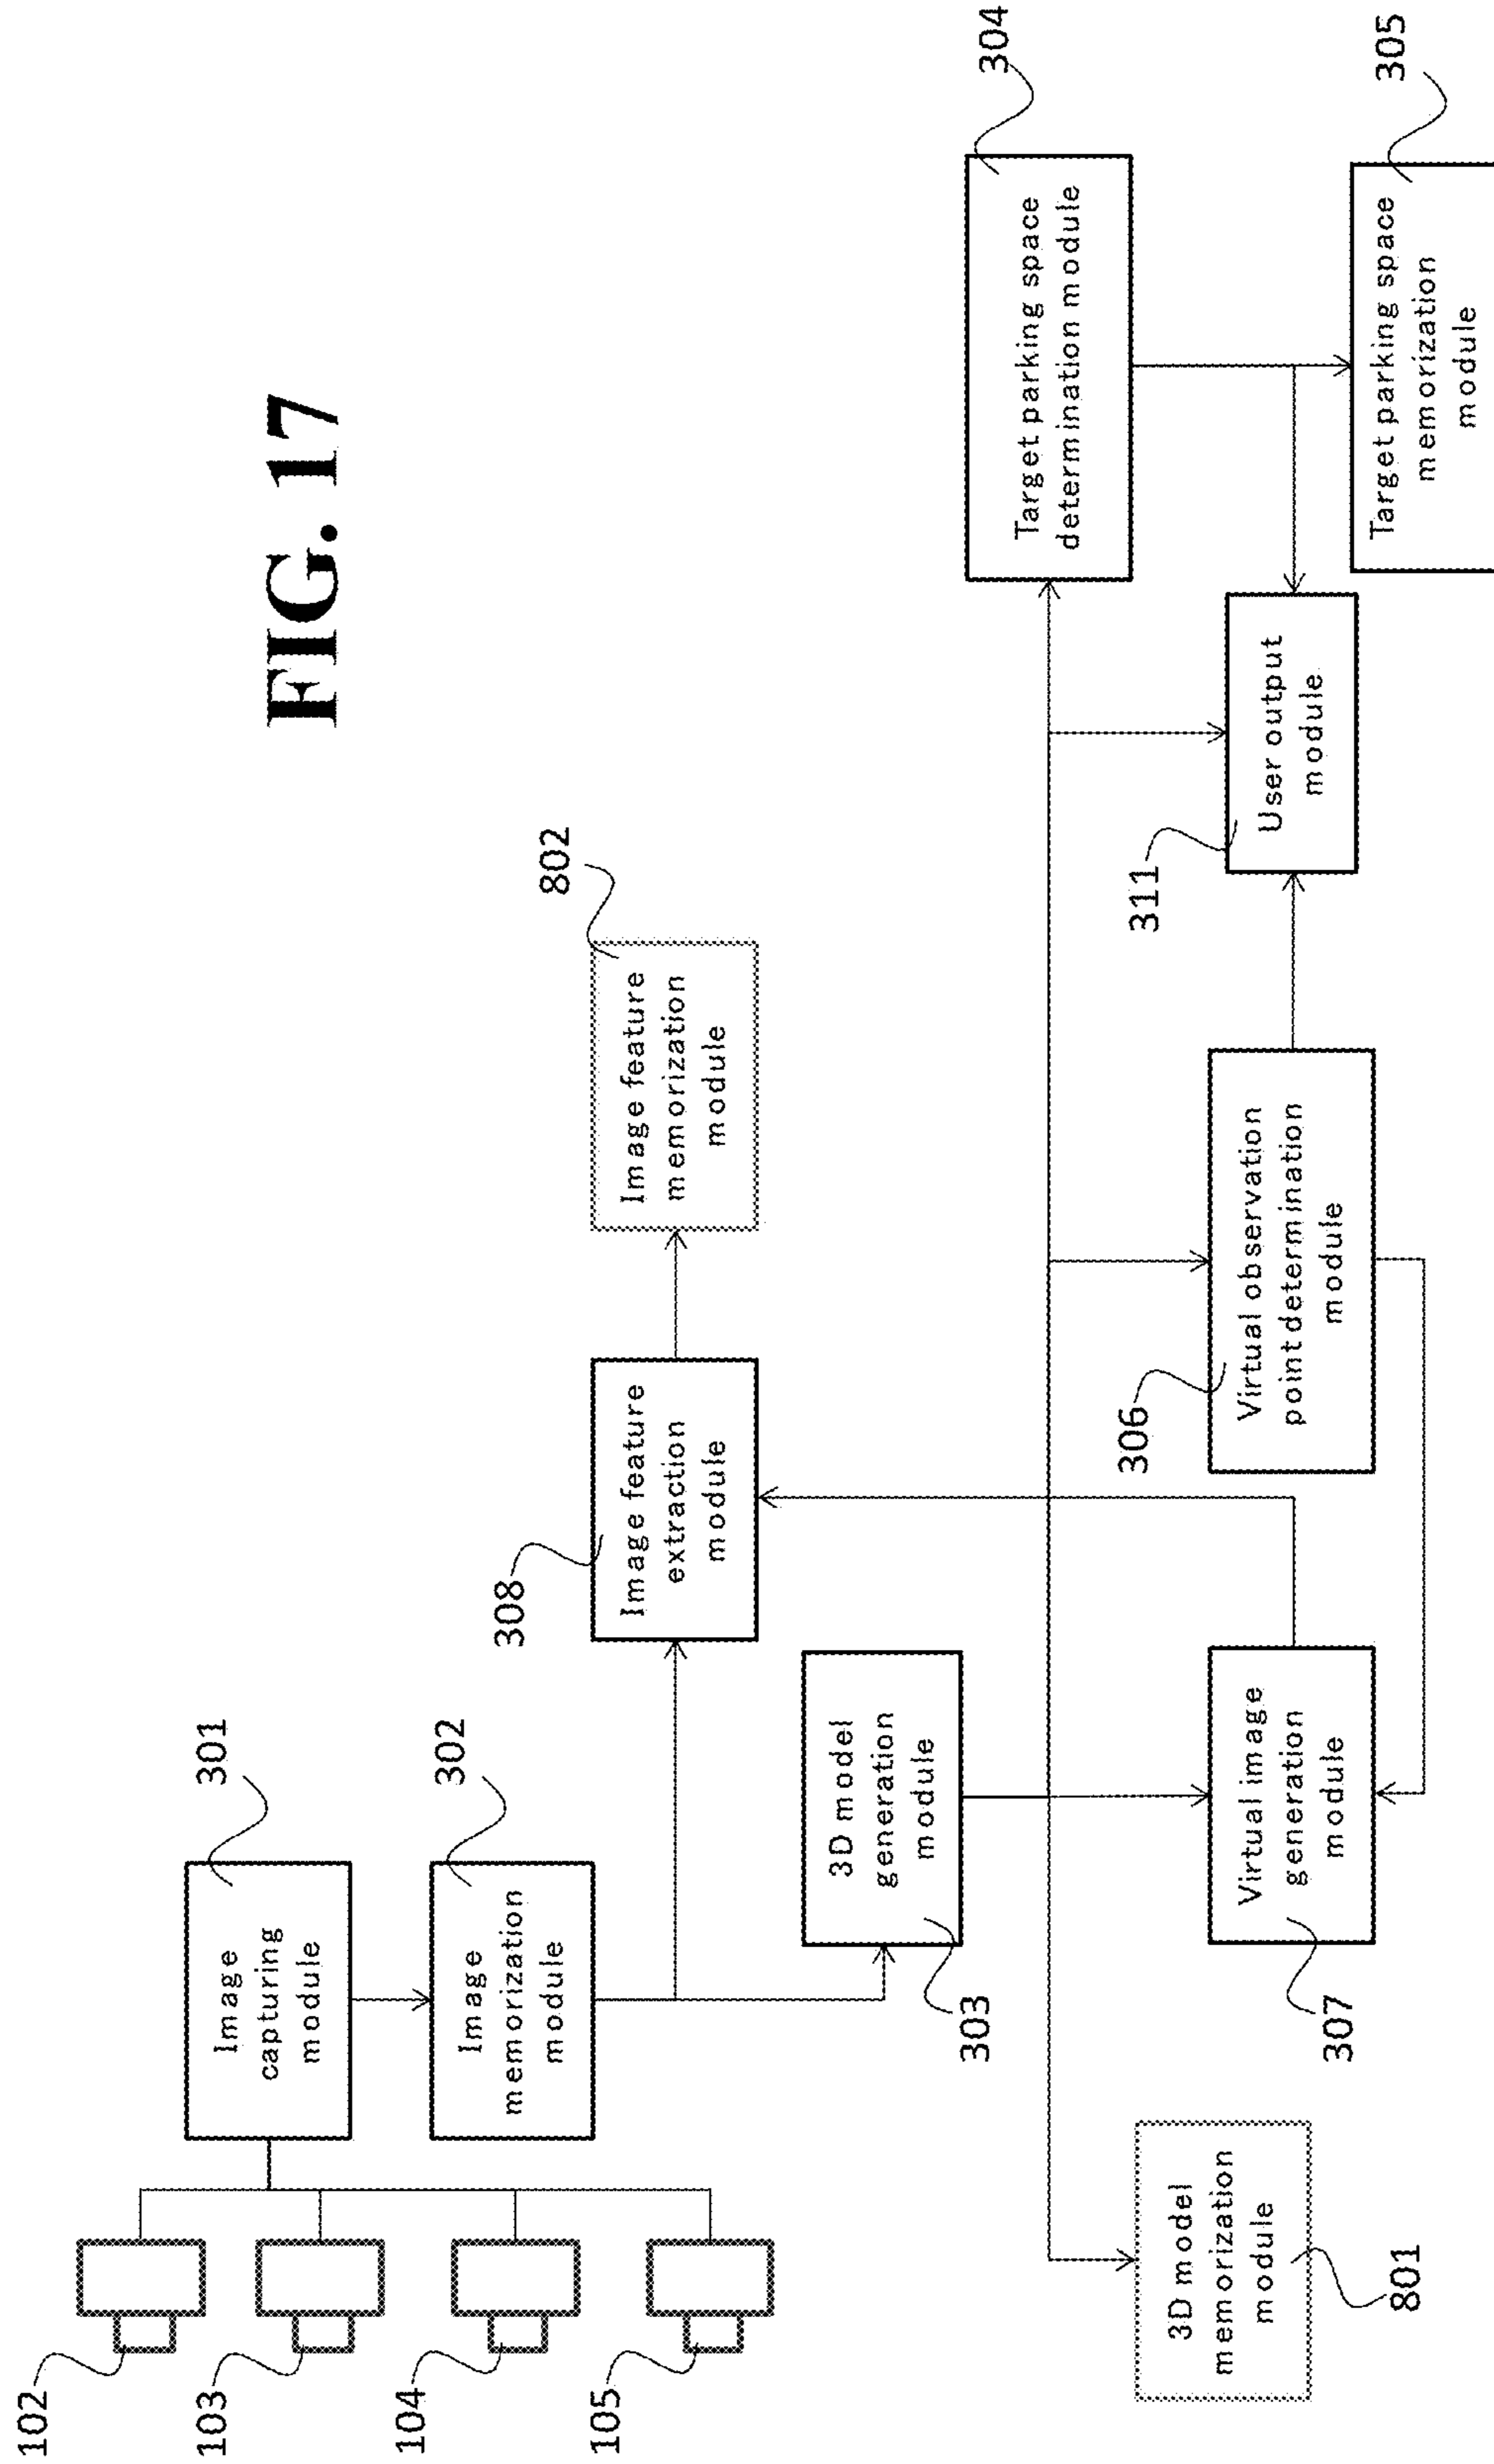 FIG. 17
102
103
104
105
301
Image
capturing
module
302
Image
memorization
module
308
Image feature
extraction
module
802
Image feature
memorization
module
303
3D model
generation
module
801
3D model
memorization
module
307
Virtual image
generation
module
306
Virtual observation
point determination
module
311
User output
module
304
Target parking space
determination module
305
Target parking space
memorization
module